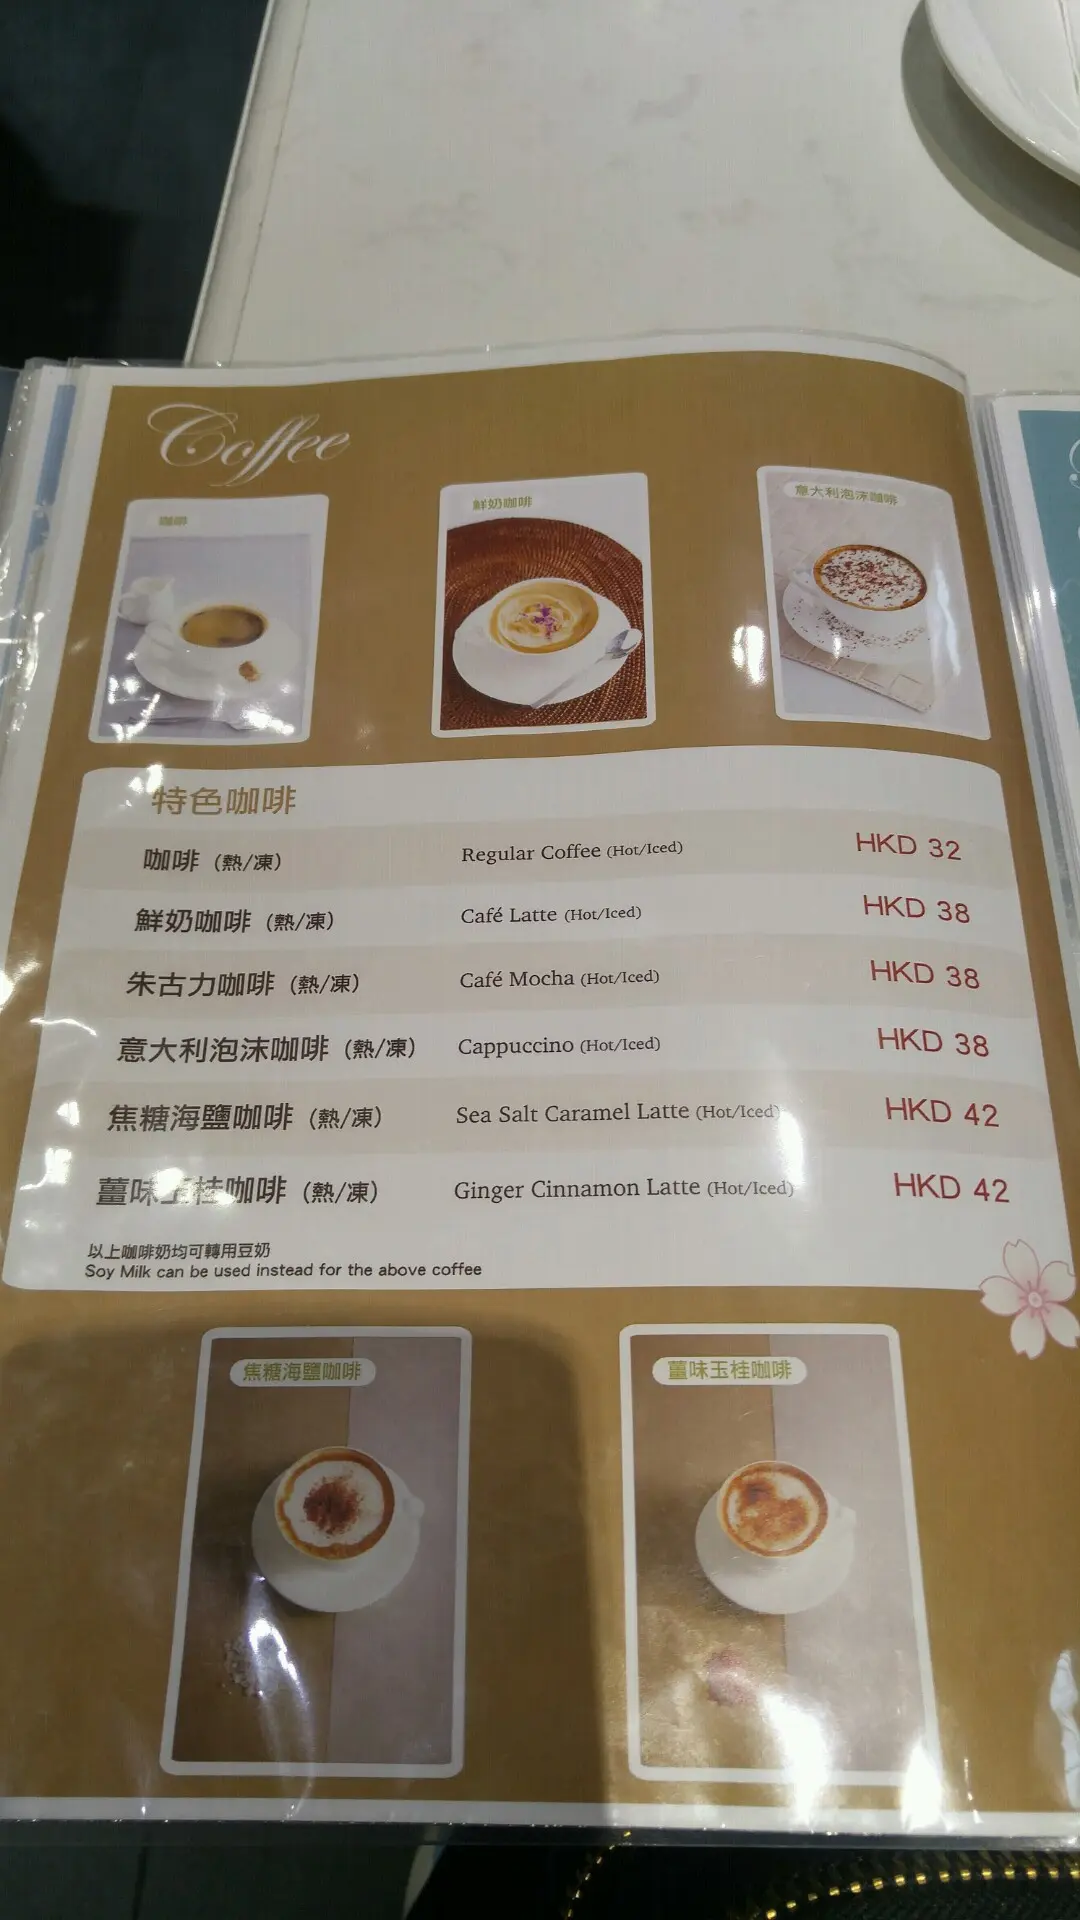 Coffee
咖啡
鮮奶咖啡
意大利泡沫咖啡
特色咖啡
咖啡 (熱/凍) Regular Coffee (Hot/Iced) HKD 32
鮮奶咖啡 (熱/凍) Café Latte (Hot/Iced) HKD 38
朱古力咖啡 (熱/凍) Café Mocha (Hot/Iced) HKD 38
意大利泡沫咖啡 (熱/凍) Cappuccino (Hot/Iced) HKD 38
焦糖海鹽咖啡 (熱/凍) Sea Salt Caramel Latte (Hot/Iced) HKD 42
薑味玉桂咖啡 (熱/凍) Ginger Cinnamon Latte (Hot/Iced) HKD 42
以上咖啡奶均可轉用豆奶
Soy Milk can be used instead for the above coffee
焦糖海鹽咖啡
薑味玉桂咖啡